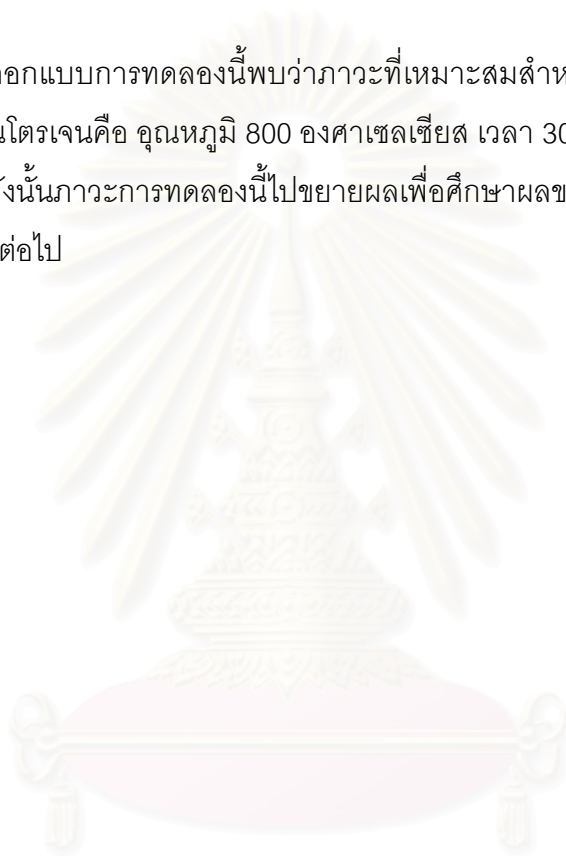 ออกแบบการทดลองนี้พบว่าภาวะที่เหมาะสมสำห
นโตรเจนคือ อุณหภูมิ 800 องศาเซลเซียส เวลา 30
ังนั้นภาวะการทดลองนี้ไปขยายผลเพื่อศึกษาผลข
ต่อไป